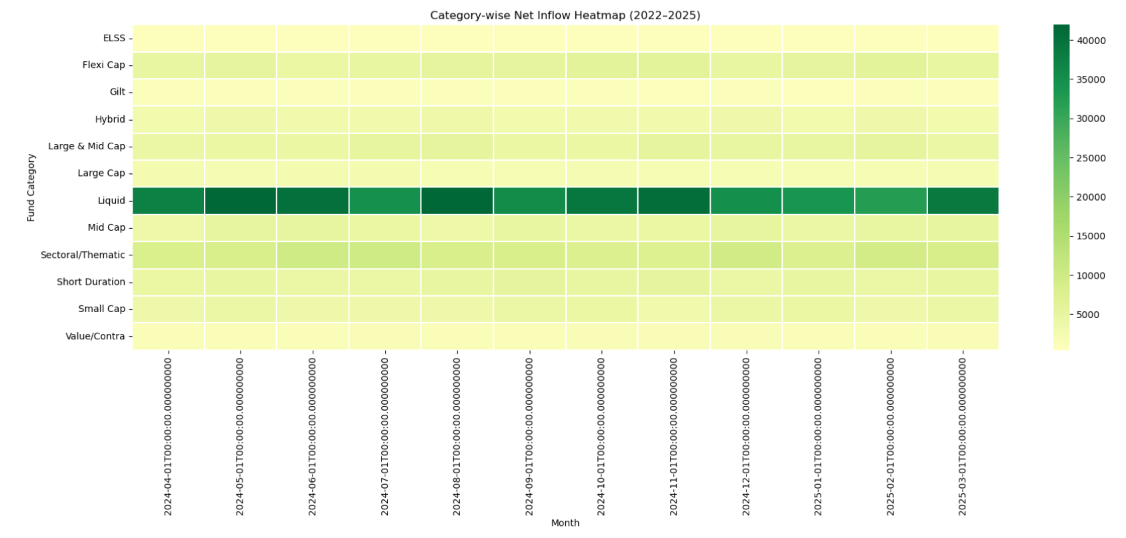 Category-wise Net Inflow Heatmap (2022–2025)
Fund Category
ELSS
Flexi Cap
Gilt
Hybrid
Large & Mid Cap
Large Cap
Liquid
Mid Cap
Sectoral/Thematic
Short Duration
Small Cap
Value/Contra
40000
35000
30000
25000
20000
15000
10000
5000
2024-04-01T00:00:00.000000000
2024-05-01T00:00:00.000000000
2024-06-01T00:00:00.000000000
2024-07-01T00:00:00.000000000
2024-08-01T00:00:00.000000000
2024-09-01T00:00:00.000000000
2024-10-01T00:00:00.000000000
2024-11-01T00:00:00.000000000
2024-12-01T00:00:00.000000000
2025-01-01T00:00:00.000000000
2025-02-01T00:00:00.000000000
2025-03-01T00:00:00.000000000
Month